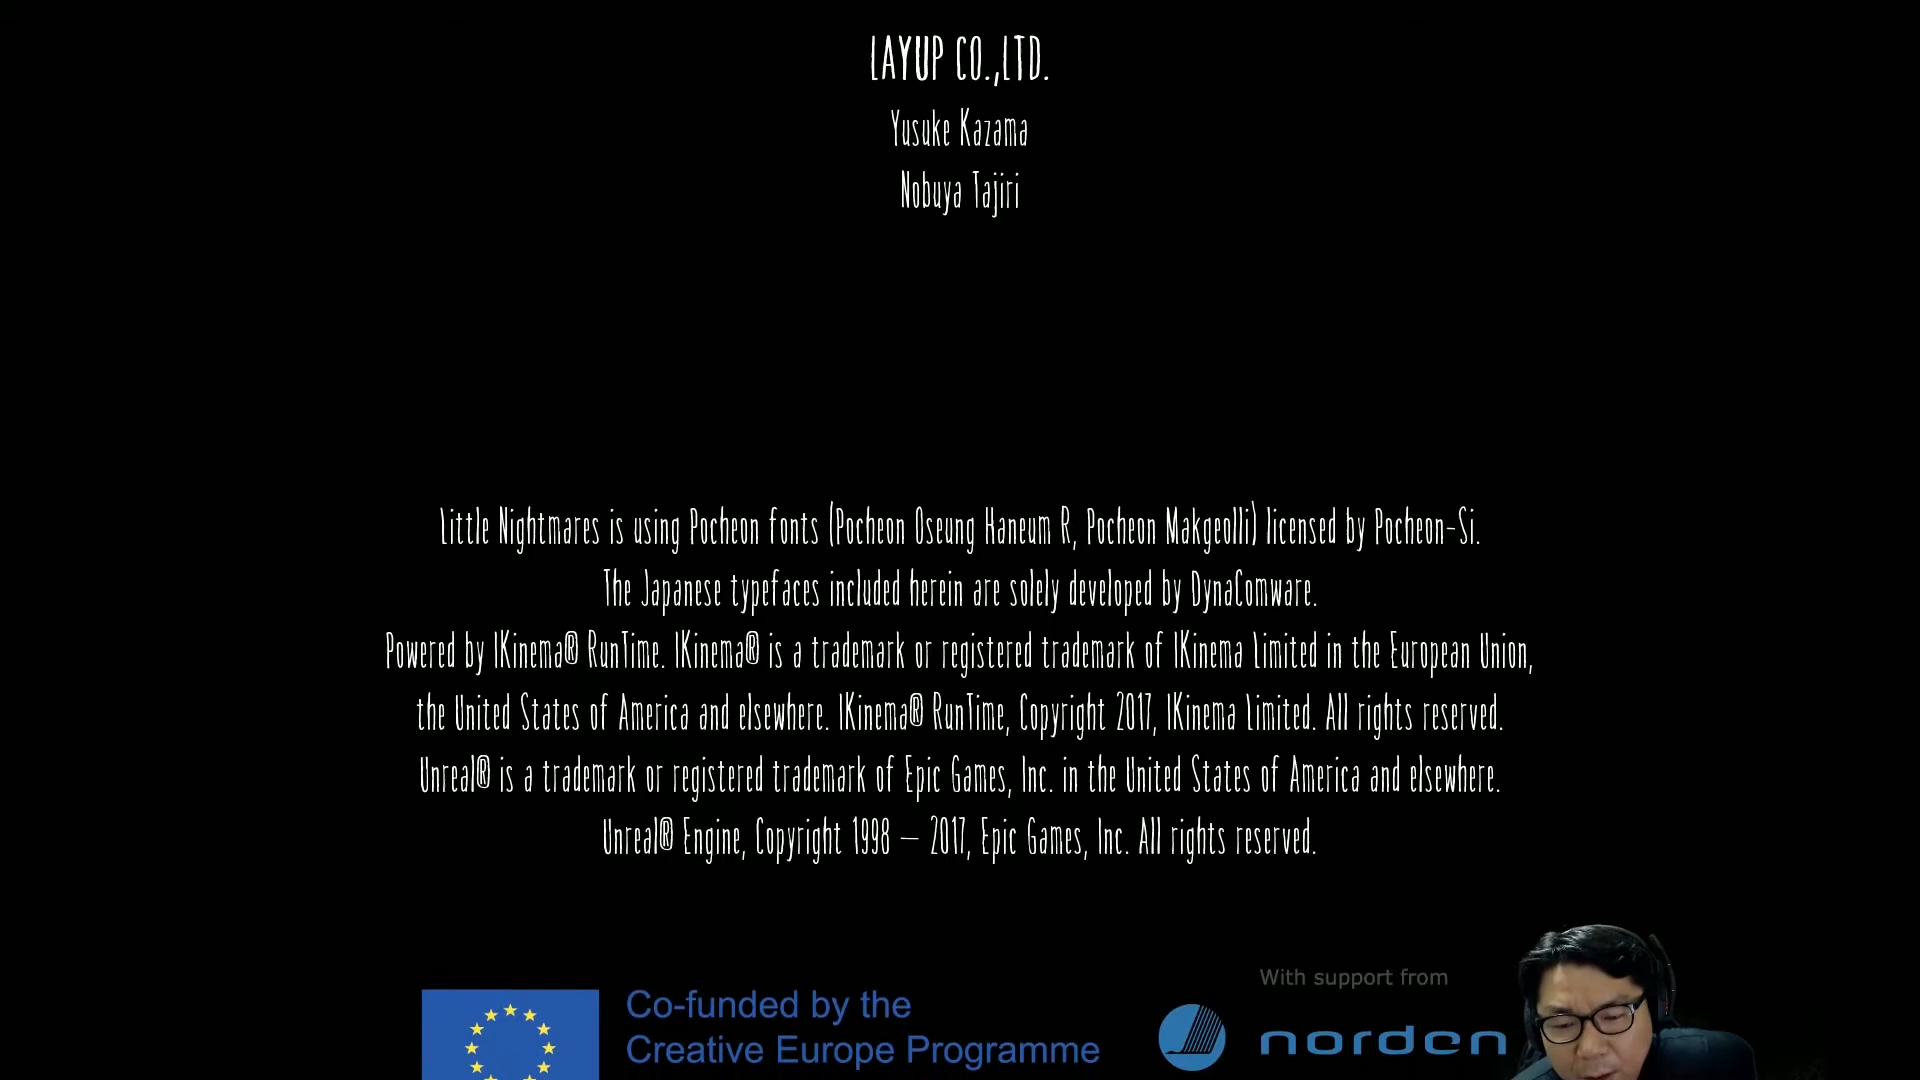 LAYUP CO.,LTD.
Yusuke Kazama
Nobuya Tajiri
Little Nightmares is using Pocheon fonts (Pocheon Oseung Haneum R, Pocheon Makgeolli) licensed by Pocheon-Si.
The Japanese typefaces included herein are solely developed by DynaComware.
Powered by IKinema® RunTime. IKinema® is a trademark or registered trademark of IKinema Limited in the European Union,
the United States of America and elsewhere. IKinema® RunTime, Copyright 2017, IKinema Limited. All rights reserved.
Unreal® is a trademark or registered trademark of Epic Games, Inc. in the United States of America and elsewhere.
Unreal® Engine, Copyright 1998 – 2017, Epic Games, Inc. All rights reserved.
Co-funded by the
Creative Europe Programme
With support from
norden